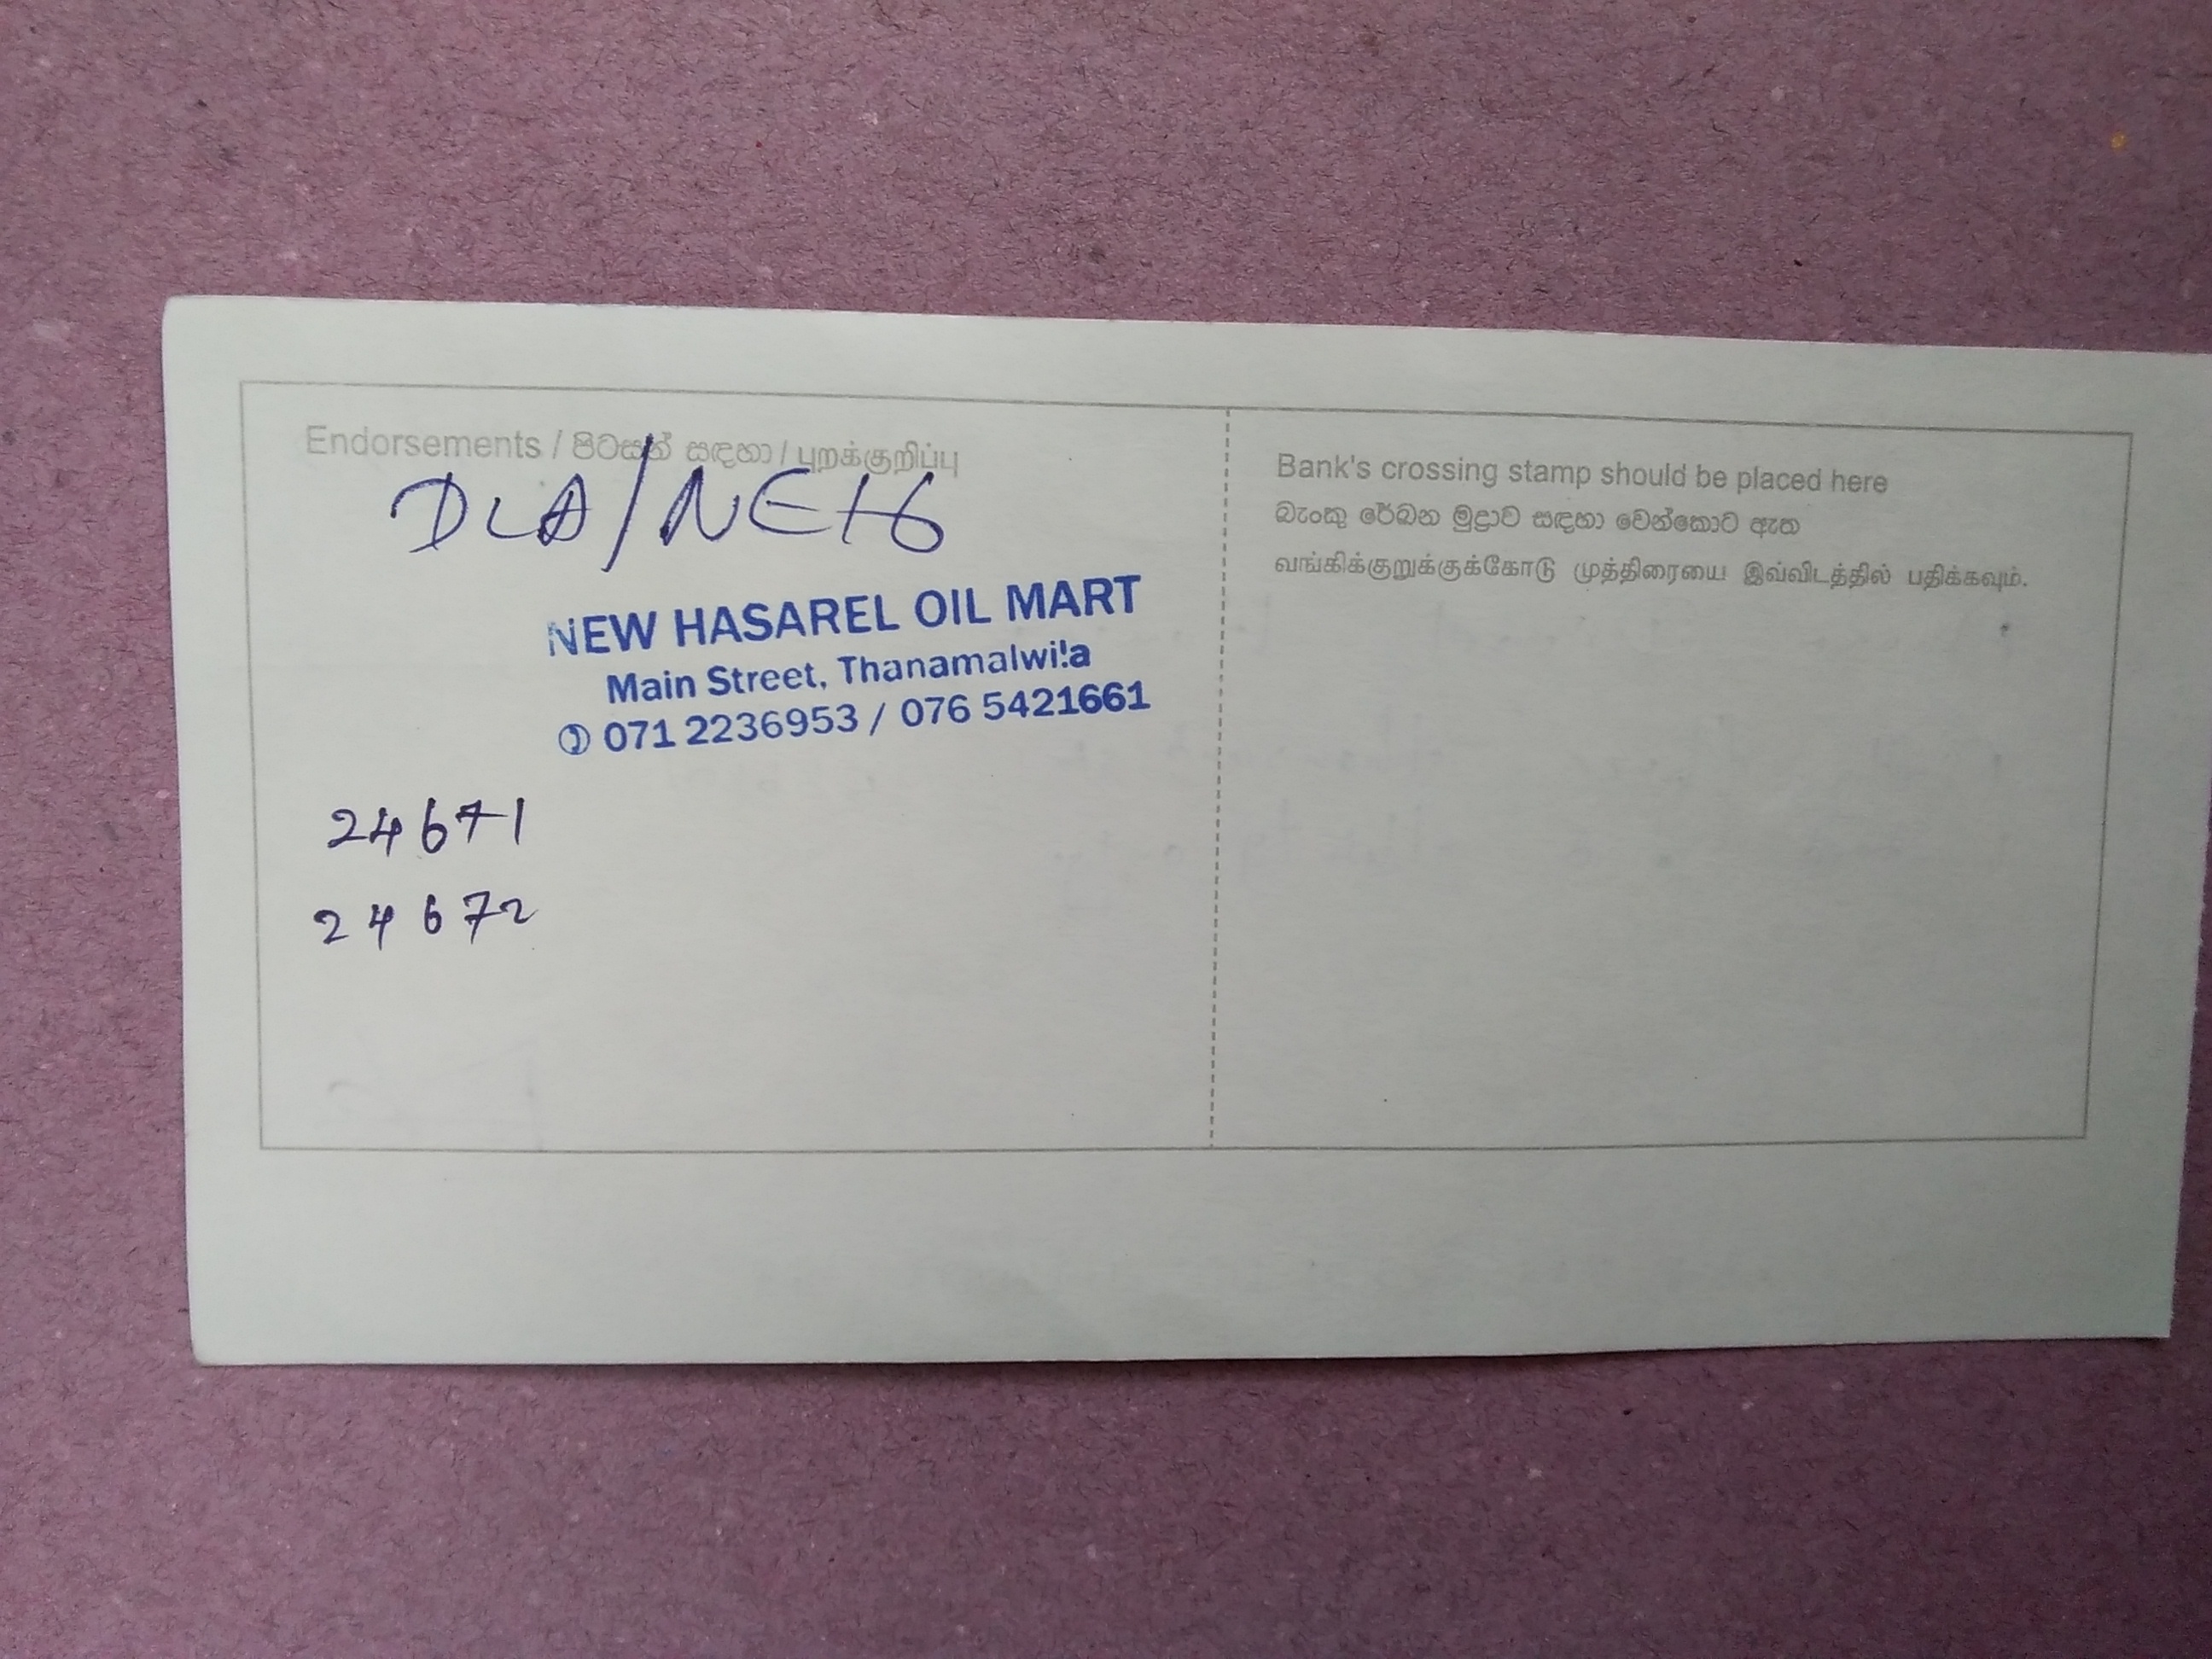 Endorsements / පිටසන් සඳහා / புறக்குறிப்பு
DLA/NEH6
NEW HASAREL OIL MART
Main Street, Thanamalwila
071 2236953 / 076 5421661
24671
24672
Bank's crossing stamp should be placed here
බැංකු රේඛන මුද්‍රාව සඳහා වෙන්කොට ඇත
வங்கிக்குறுக்குக்கோடு முத்திரையை இவ்விடத்தில் பதிக்கவும்.